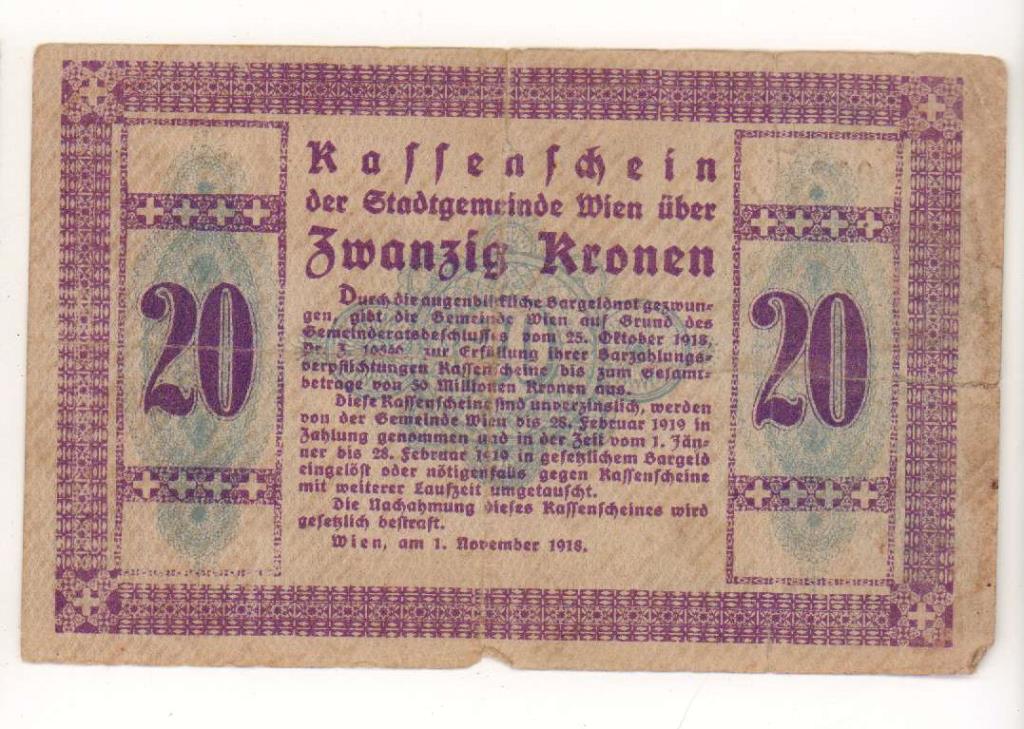 Kassenschein
der Stadtgemeinde Wien über
Zwanzig Kronen
20
20
Durch die augenblickliche Bargeldnot gezwun-
gen, gibt die Gemeinde Wien auf Grund des
Gemeinderatsbeschlusses vom 25. Oktober 1918,
Pr. Z. zur Erfüllung ihrer Barzahlungs-
verpflichtungen Kassenscheine bis zum Gesamt-
betrage von 50 Millionen Kronen aus.
Diese Kassenscheine sind unverzinslich, werden
von der Gemeinde Wien bis 28. Februar 1919 in
Zahlung genommen und in der Zeit vom 1. Jän-
ner bis 28. Februar 1919 in gesetzlichem Bargeld
eingelöst oder nötigenfalls gegen Kassenscheine
mit weiterer Laufzeit umgetauscht.
Die Nachahmung dieses Kassenscheines wird
gesetzlich bestraft.
Wien, am 1. November 1918.